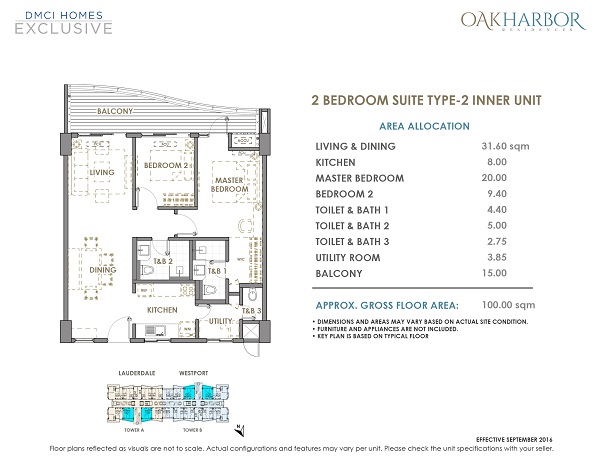 DMCI HOMES
EXCLUSIVE
OAKHARBOR
RESIDENCES
BALCONY
LIVING
BEDROOM 2
MASTER
BEDROOM
DINING
T&B 2
T&B 1
W/C
KITCHEN
T&B 3
UTILITY
2 BEDROOM SUITE TYPE-2 INNER UNIT
AREA ALLOCATION
LIVING & DINING 31.60 sqm
KITCHEN 8.00
MASTER BEDROOM 20.00
BEDROOM 2 9.40
TOILET & BATH 1 4.40
TOILET & BATH 2 5.00
TOILET & BATH 3 2.75
UTILITY ROOM 3.85
BALCONY 15.00
APPROX. GROSS FLOOR AREA: 100.00 sqm
• DIMENSIONS AND AREAS MAY VARY BASED ON ACTUAL SITE CONDITION.
• FURNITURE AND APPLIANCES ARE NOT INCLUDED.
• KEY PLAN IS BASED ON TYPICAL FLOOR
LAUDERDALE WESTPORT
TOWER A TOWER B
N
EFFECTIVE SEPTEMBER 2016
Floor plans reflected as visuals are not to scale. Actual configurations and features may vary per unit. Please check the unit specifications with your seller.